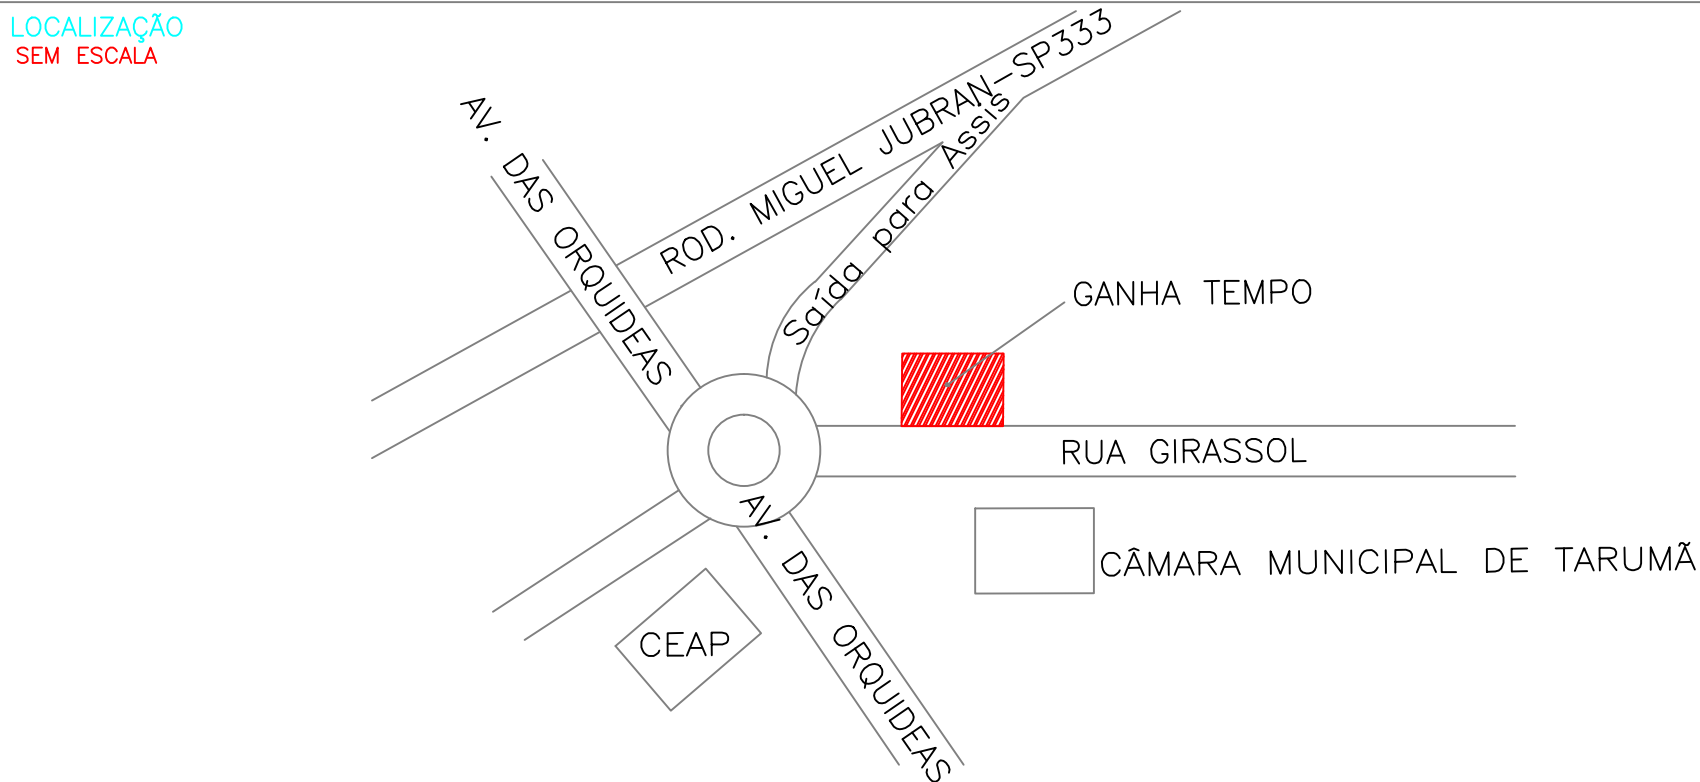 LOCALIZAÇÃO
SEM ESCALA
AV. DAS ORQUIDEAS
ROD. MIGUEL JUBRAN-SP333
Saída para Assis
GANHA TEMPO
RUA GIRASSOL
AV. DAS ORQUIDEAS
CÂMARA MUNICIPAL DE TARUMÃ
CEAP